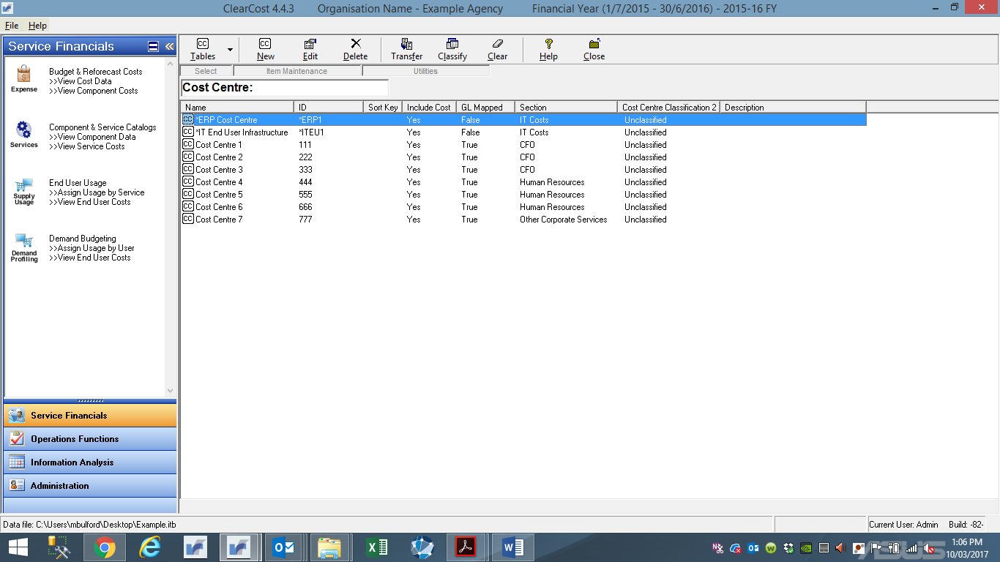 ClearCost 4.4.3 Organisation Name - Example Agency Financial Year (1/7/2015 - 30/6/2016) - 2015-16 FY
File Help
Service Financials
Expense
Budget & Reforecast Costs
>>View Cost Data
>>View Component Costs
Services
Component & Service Catalogs
>>View Component Data
>>View Service Costs
Supply Usage
End User Usage
>>Assign Usage by Service
>>View End User Costs
Demand Profiling
Demand Budgeting
>>Assign Usage by User
>>View End User Costs
Service Financials
Operations Functions
Information Analysis
Administration
Tables New Edit Delete Transfer Classify Clear Help Close
Select Item Maintenance Utilities
Cost Centre:
Name ID Sort Key Include Cost GL Mapped Section Cost Centre Classification 2 Description
CC *ERP Cost Centre *ERP1 Yes False IT Costs Unclassified
CC *IT End User Infrastructure *ITEU1 Yes False IT Costs Unclassified
CC Cost Centre 1 111 Yes True CFO Unclassified
CC Cost Centre 2 222 Yes True CFO Unclassified
CC Cost Centre 3 333 Yes True CFO Unclassified
CC Cost Centre 4 444 Yes True Human Resources Unclassified
CC Cost Centre 5 555 Yes True Human Resources Unclassified
CC Cost Centre 6 666 Yes True Human Resources Unclassified
CC Cost Centre 7 777 Yes True Other Corporate Services Unclassified
Data file: C:\Users\mbulford\Desktop\Example.itb Current User: Admin Build: -82-
1:06 PM
10/03/2017
ASUS